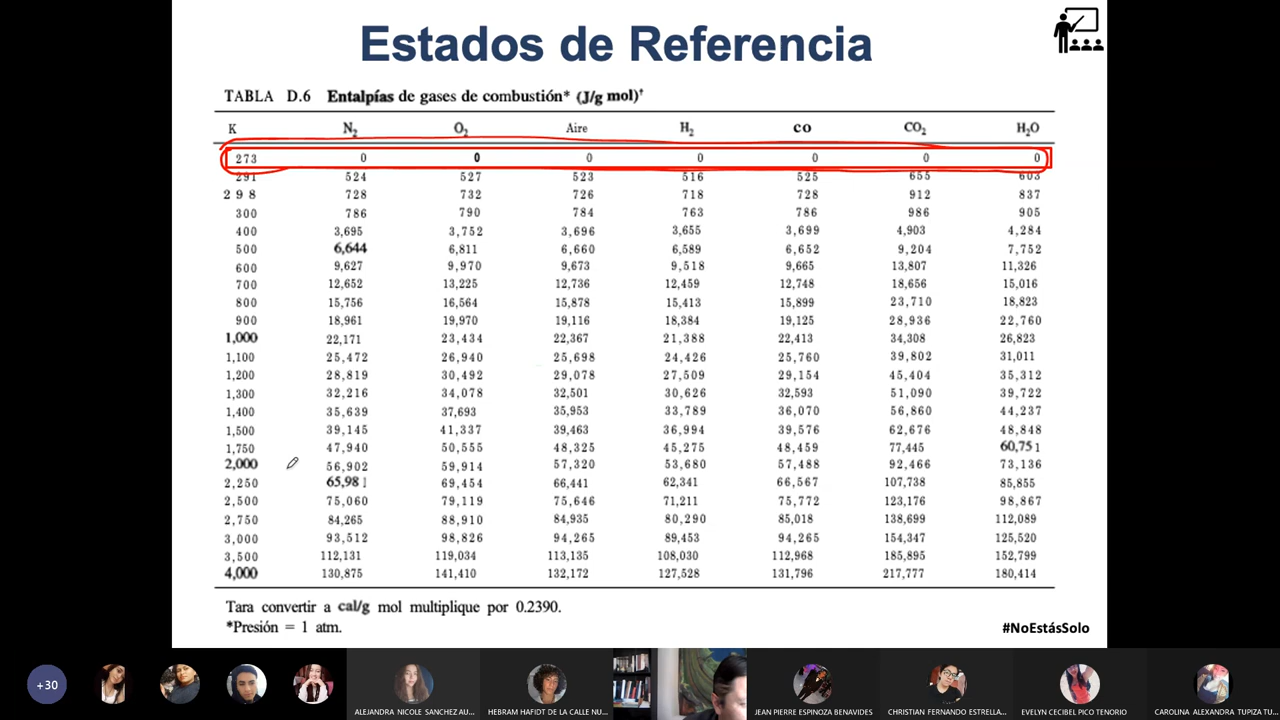 Estados de Referencia
TABLA D.6 Entalpías de gases de combustión* (J/g mol)†
K N₂ O₂ Aire H₂ CO CO₂ H₂O
273 0 0 0 0 0 0 0
291 524 527 523 516 525 655 603
298 728 732 726 718 728 912 837
300 786 790 784 763 786 986 905
400 3,695 3,752 3,696 3,655 3,699 4,903 4,284
500 6,644 6,811 6,660 6,589 6,652 9,204 7,752
600 9,627 9,970 9,673 9,518 9,665 13,807 11,326
700 12,652 13,225 12,736 12,459 12,748 18,656 15,016
800 15,756 16,564 15,878 15,413 15,899 23,710 18,823
900 18,961 19,970 19,116 18,384 19,125 28,936 22,760
1,000 22,171 23,434 22,367 21,388 22,413 34,308 26,823
1,100 25,472 26,940 25,698 24,426 25,760 39,802 31,011
1,200 28,819 30,492 29,078 27,509 29,154 45,404 35,312
1,300 32,216 34,078 32,501 30,626 32,593 51,090 39,722
1,400 35,639 37,693 35,953 33,789 36,070 56,860 44,237
1,500 39,145 41,337 39,463 36,994 39,576 62,676 48,848
1,750 47,940 50,555 48,325 45,275 48,459 77,445 60,751
2,000 56,902 59,914 57,320 53,680 57,488 92,466 73,136
2,250 65,981 69,454 66,441 62,341 66,567 107,738 85,855
2,500 75,060 79,119 75,646 71,211 75,772 123,176 98,867
2,750 84,265 88,910 84,935 80,290 85,018 138,699 112,089
3,000 93,512 98,826 94,265 89,453 94,265 154,347 125,520
3,500 112,131 119,034 113,135 108,030 112,968 185,895 152,799
4,000 130,875 141,410 132,172 127,528 131,796 217,777 180,414
Tara convertir a cal/g mol multiplique por 0.2390.
*Presión = 1 atm.
#NoEstásSolo
+30
ALEJANDRA NICOLE SANCHEZ AU...
HEBRAM HAFIDT DE LA CALLE NU...
JEAN PIERRE ESPINOZA BENAVIDES
CHRISTIAN FERNANDO ESTRELLA...
EVELYN CECIBEL PICO TENORIO
CAROLINA ALEXANDRA TUPIZA TU...